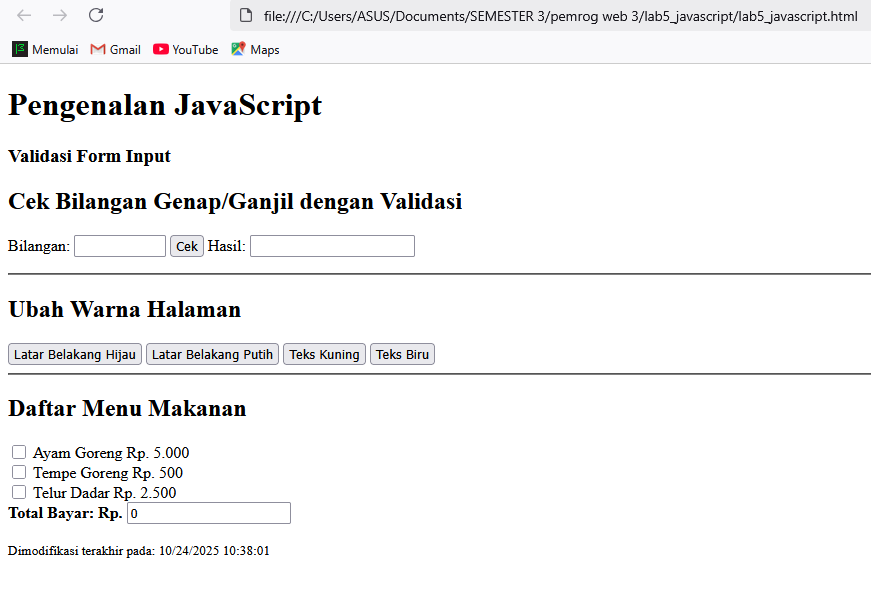 file:///C:/Users/ASUS/Documents/SEMESTER 3/pemrog web 3/lab5_javascript/lab5_javascript.html
Memulai Gmail YouTube Maps
Pengenalan JavaScript
Validasi Form Input
Cek Bilangan Genap/Ganjil dengan Validasi
Bilangan: Cek Hasil:
Ubah Warna Halaman
Latar Belakang Hijau Latar Belakang Putih Teks Kuning Teks Biru
Daftar Menu Makanan
Ayam Goreng Rp. 5.000
Tempe Goreng Rp. 500
Telur Dadar Rp. 2.500
Total Bayar: Rp. 0
Dimodifikasi terakhir pada: 10/24/2025 10:38:01